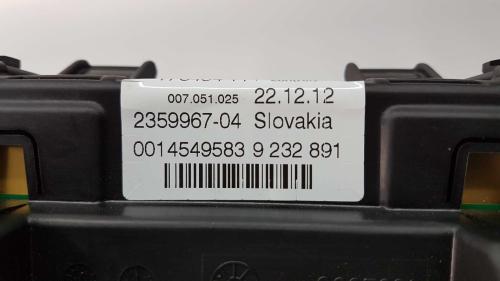 007.051.025 22.12.12
2359967-04 Slovakia
0014549583 9 232 891